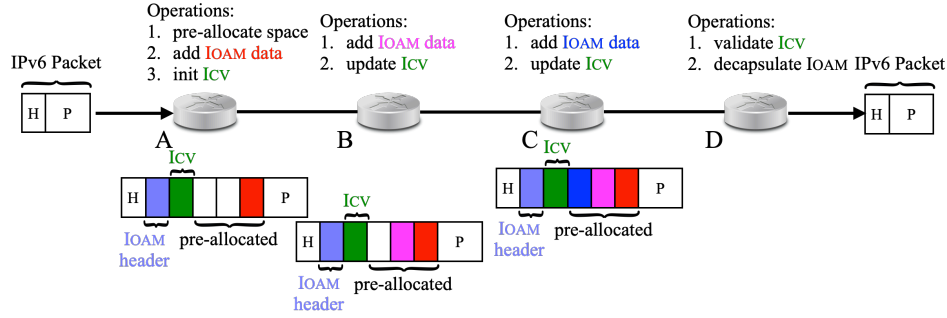 Operations:
1. pre-allocate space
2. add IOAM data
3. init ICV
Operations:
1. add IOAM data
2. update ICV
Operations:
1. add IOAM data
2. update ICV
Operations:
1. validate ICV
2. decapsulate IOAM
IPv6 Packet
H P
IPv6 Packet
H P
A
B
C
D
ICV
H P
IOAM
header
pre-allocated
ICV
H P
IOAM
header
pre-allocated
ICV
H P
IOAM
header
pre-allocated